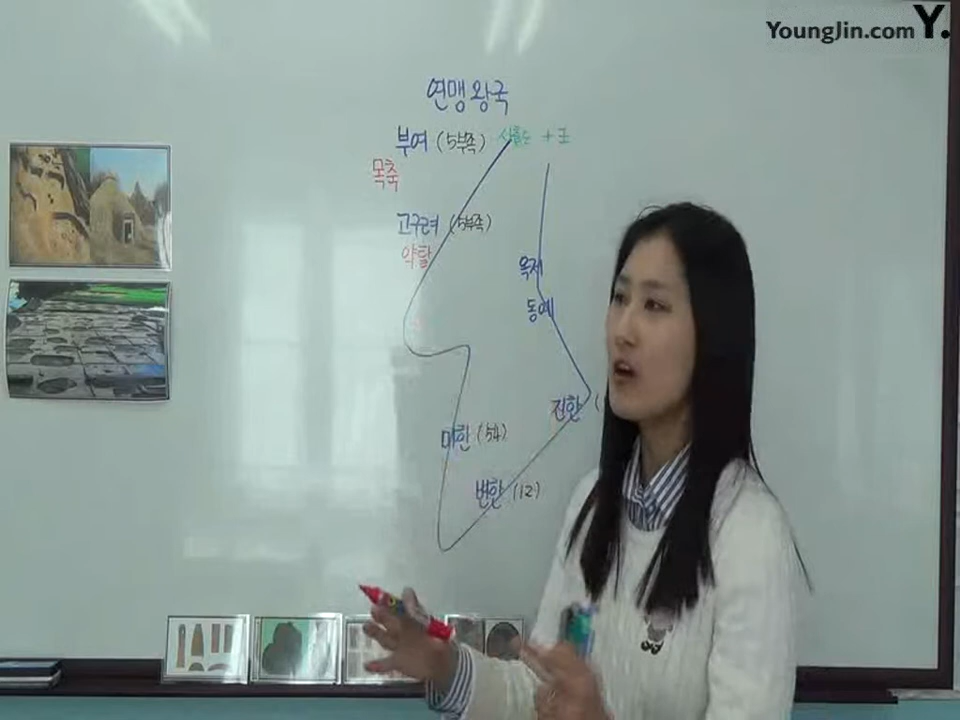 YoungJin.com Y.
연맹왕국
부여 (5부족)
목축
고구려 (5부족)
약탈
옥저
동예
진한 (
마한 (54)
변한 (12)